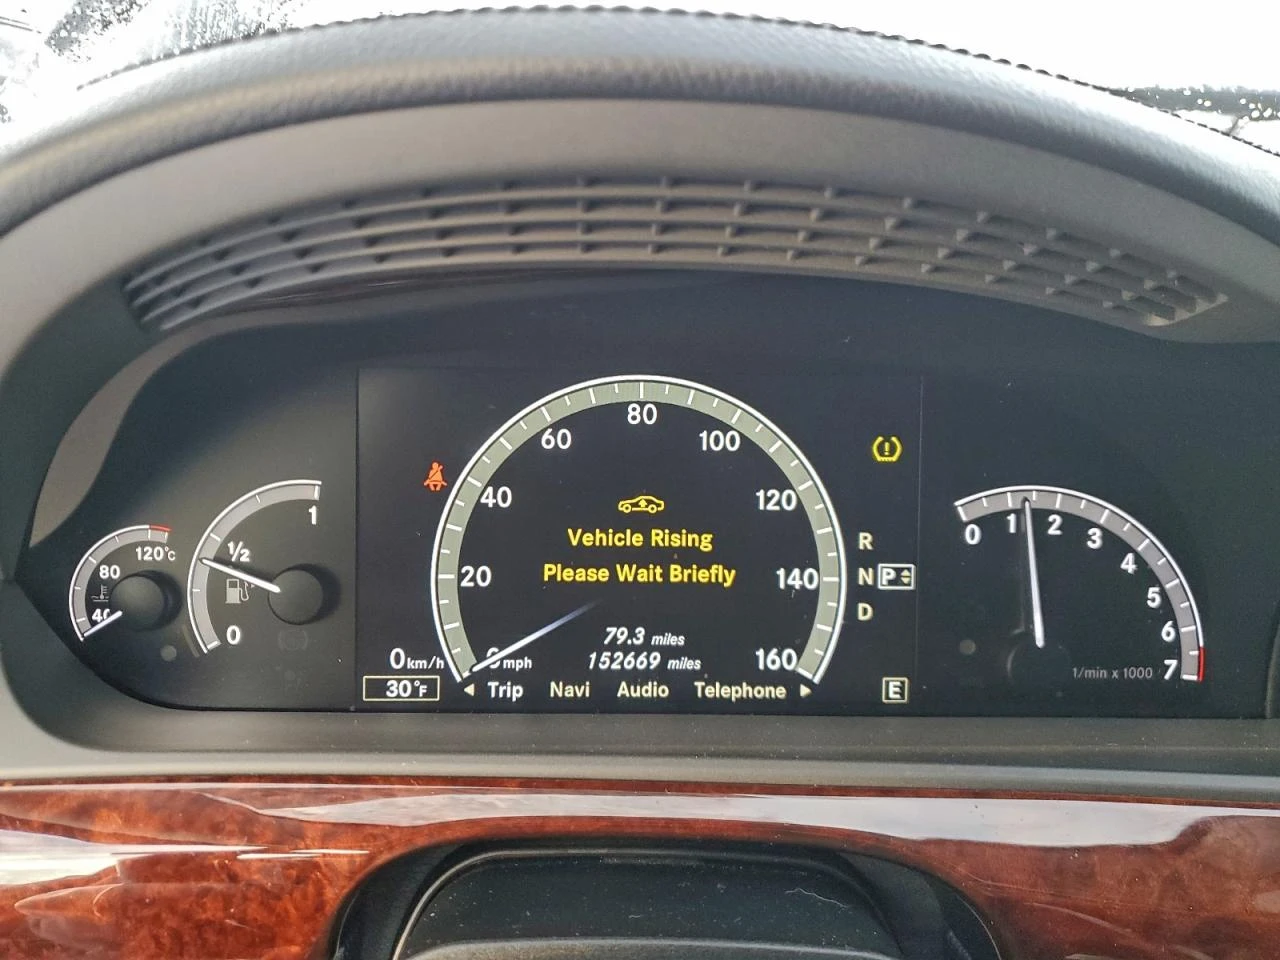 120°C
80
40
1
½
0
80
60
100
40
120
Vehicle Rising
Please Wait Briefly
20
140
79.3 miles
152669 miles
0 km/h
mph
160
30°F
Trip Navi Audio Telephone
R
N P
D
E
0 1 2 3 4 5 6 7
1/min x 1000